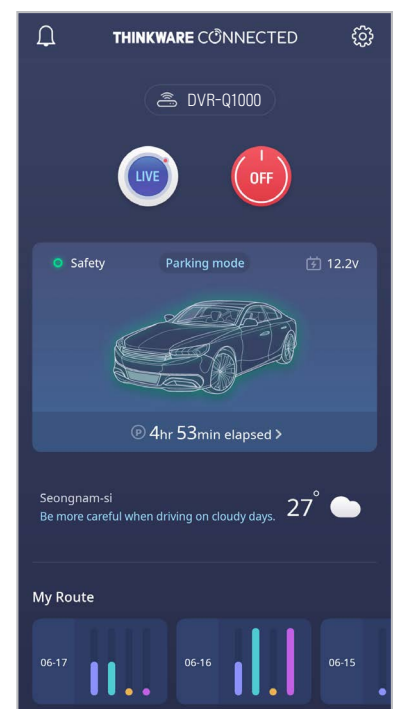 THINKWARE CONNECTED
DVR-Q1000
LIVE
OFF
Safety
Parking mode
12.2v
P 4hr 53min elapsed >
Seongnam-si
Be more careful when driving on cloudy days.
27°
My Route
06-17
06-16
06-15